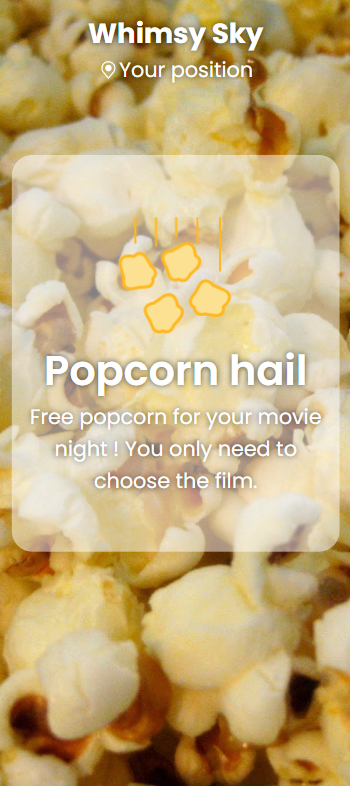 Whimsy Sky
Your position
Popcorn hail
Free popcorn for your movie
night ! You only need to
choose the film.